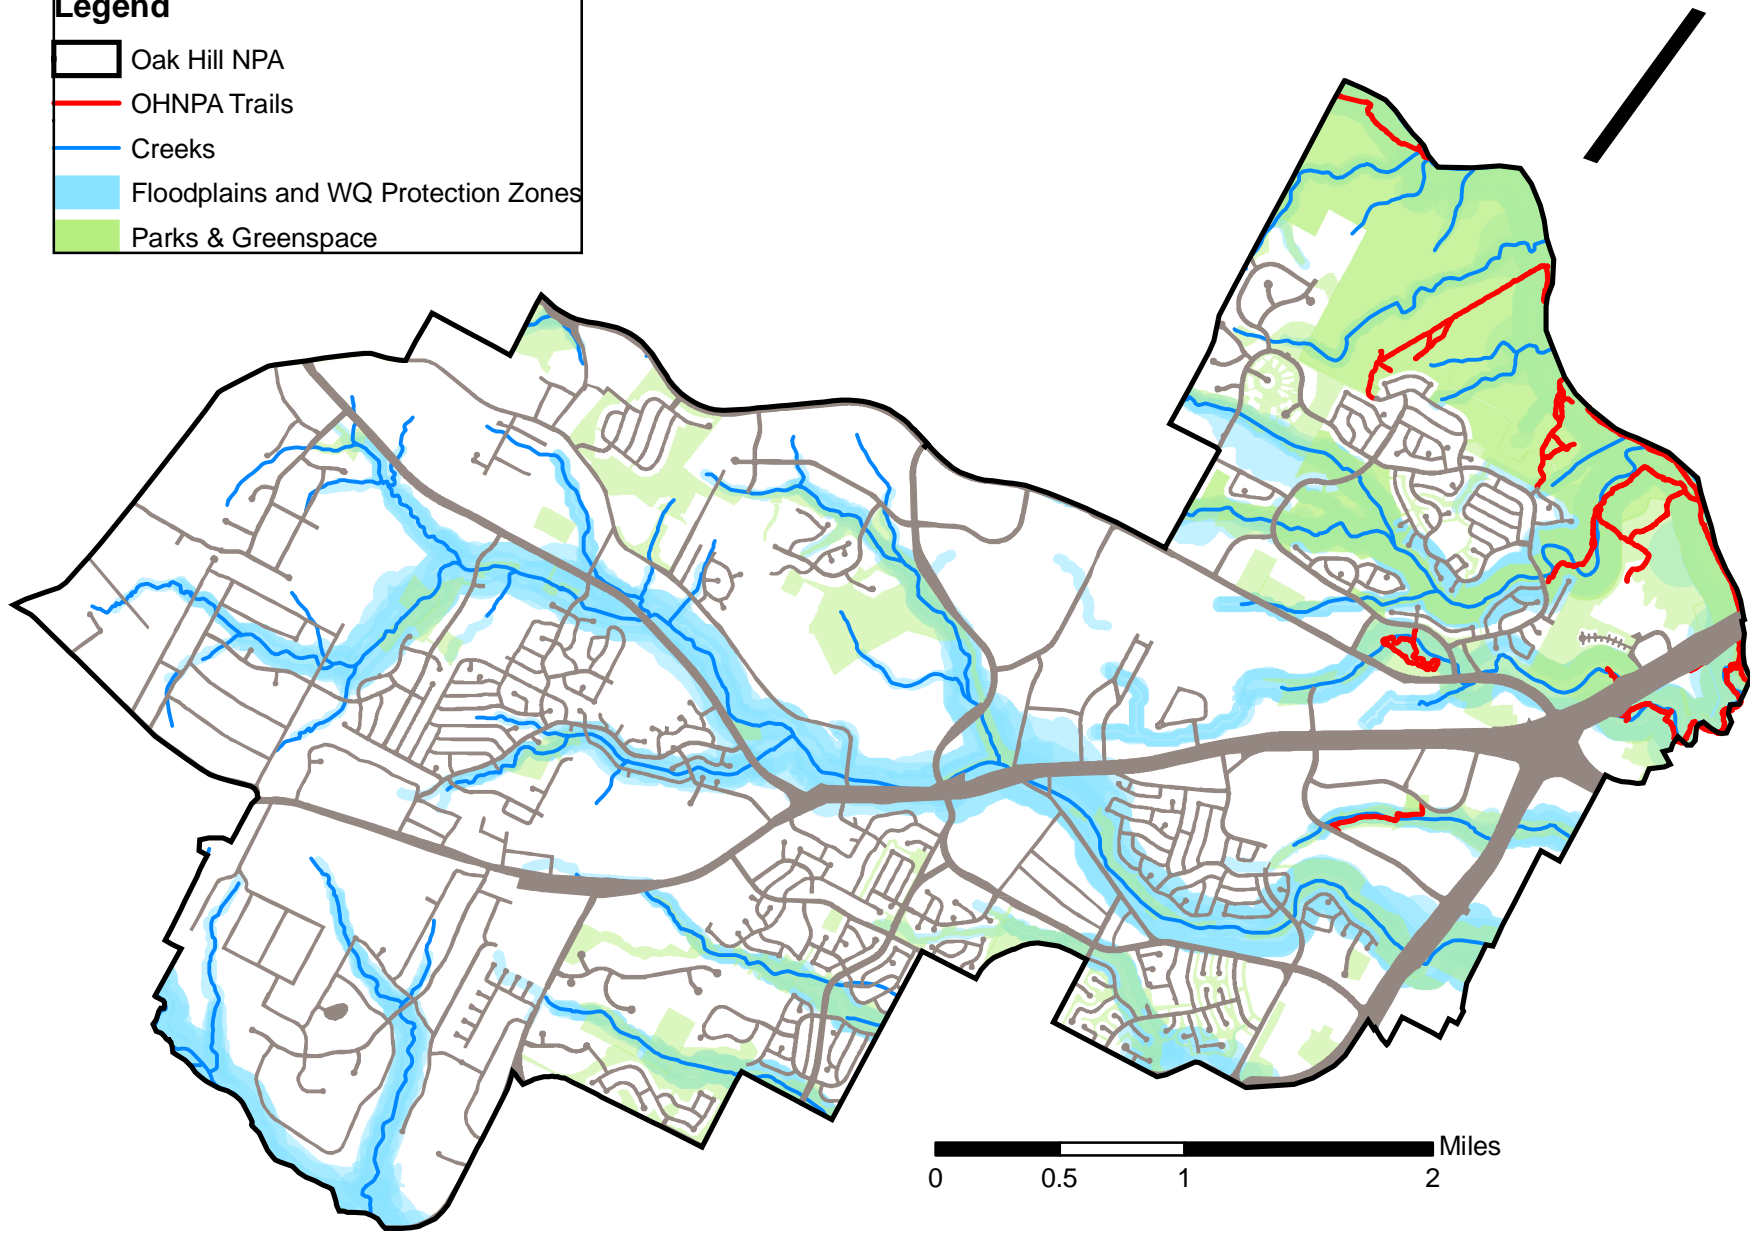 Legend
Oak Hill NPA
OHNPA Trails
Creeks
Floodplains and WQ Protection Zones
Parks & Greenspace
Miles
0 0.5 1 2